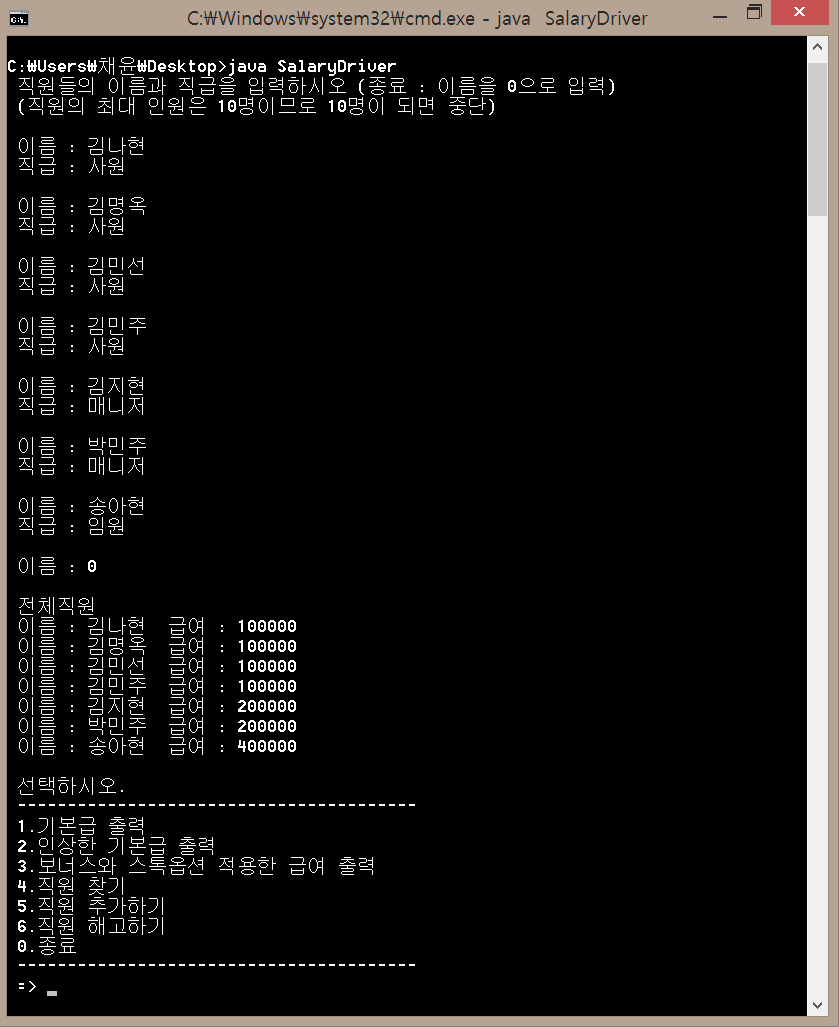 C:₩Windows₩system32₩cmd.exe - java  SalaryDriver
C:₩Users₩채윤₩Desktop>java SalaryDriver
직원들의 이름과 직급을 입력하시오 (종료 : 이름을 0으로 입력)
(직원의 최대 인원은 10명이므로 10명이 되면 중단)
이름 : 김나현
직급 : 사원
이름 : 김명옥
직급 : 사원
이름 : 김민선
직급 : 사원
이름 : 김민주
직급 : 사원
이름 : 김지현
직급 : 매니저
이름 : 박민주
직급 : 매니저
이름 : 송아현
직급 : 임원
이름 : 0
전체직원
이름 : 김나현  급여 : 100000
이름 : 김명옥  급여 : 100000
이름 : 김민선  급여 : 100000
이름 : 김민주  급여 : 100000
이름 : 김지현  급여 : 200000
이름 : 박민주  급여 : 200000
이름 : 송아현  급여 : 400000
선택하시오.
----------------------------------------
1.기본급 출력
2.인상한 기본급 출력
3.보너스와 스톡옵션 적용한 급여 출력
4.직원 찾기
5.직원 추가하기
6.직원 해고하기
0.종료
----------------------------------------
=> _